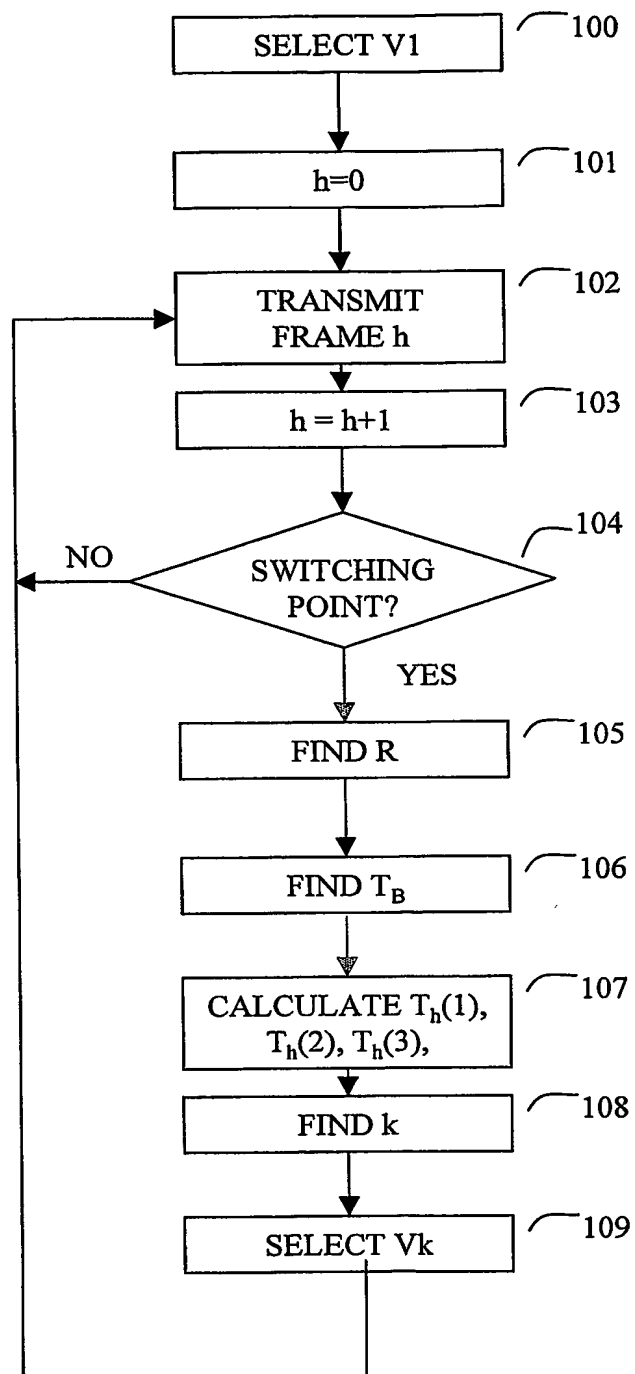 SELECT V1
100
h=0
101
TRANSMIT
FRAME h
102
h = h+1
103
SWITCHING
POINT?
104
NO
YES
FIND R
105
FIND T_B
106
CALCULATE T_h(1),
T_h(2), T_h(3),
107
FIND k
108
SELECT Vk
109